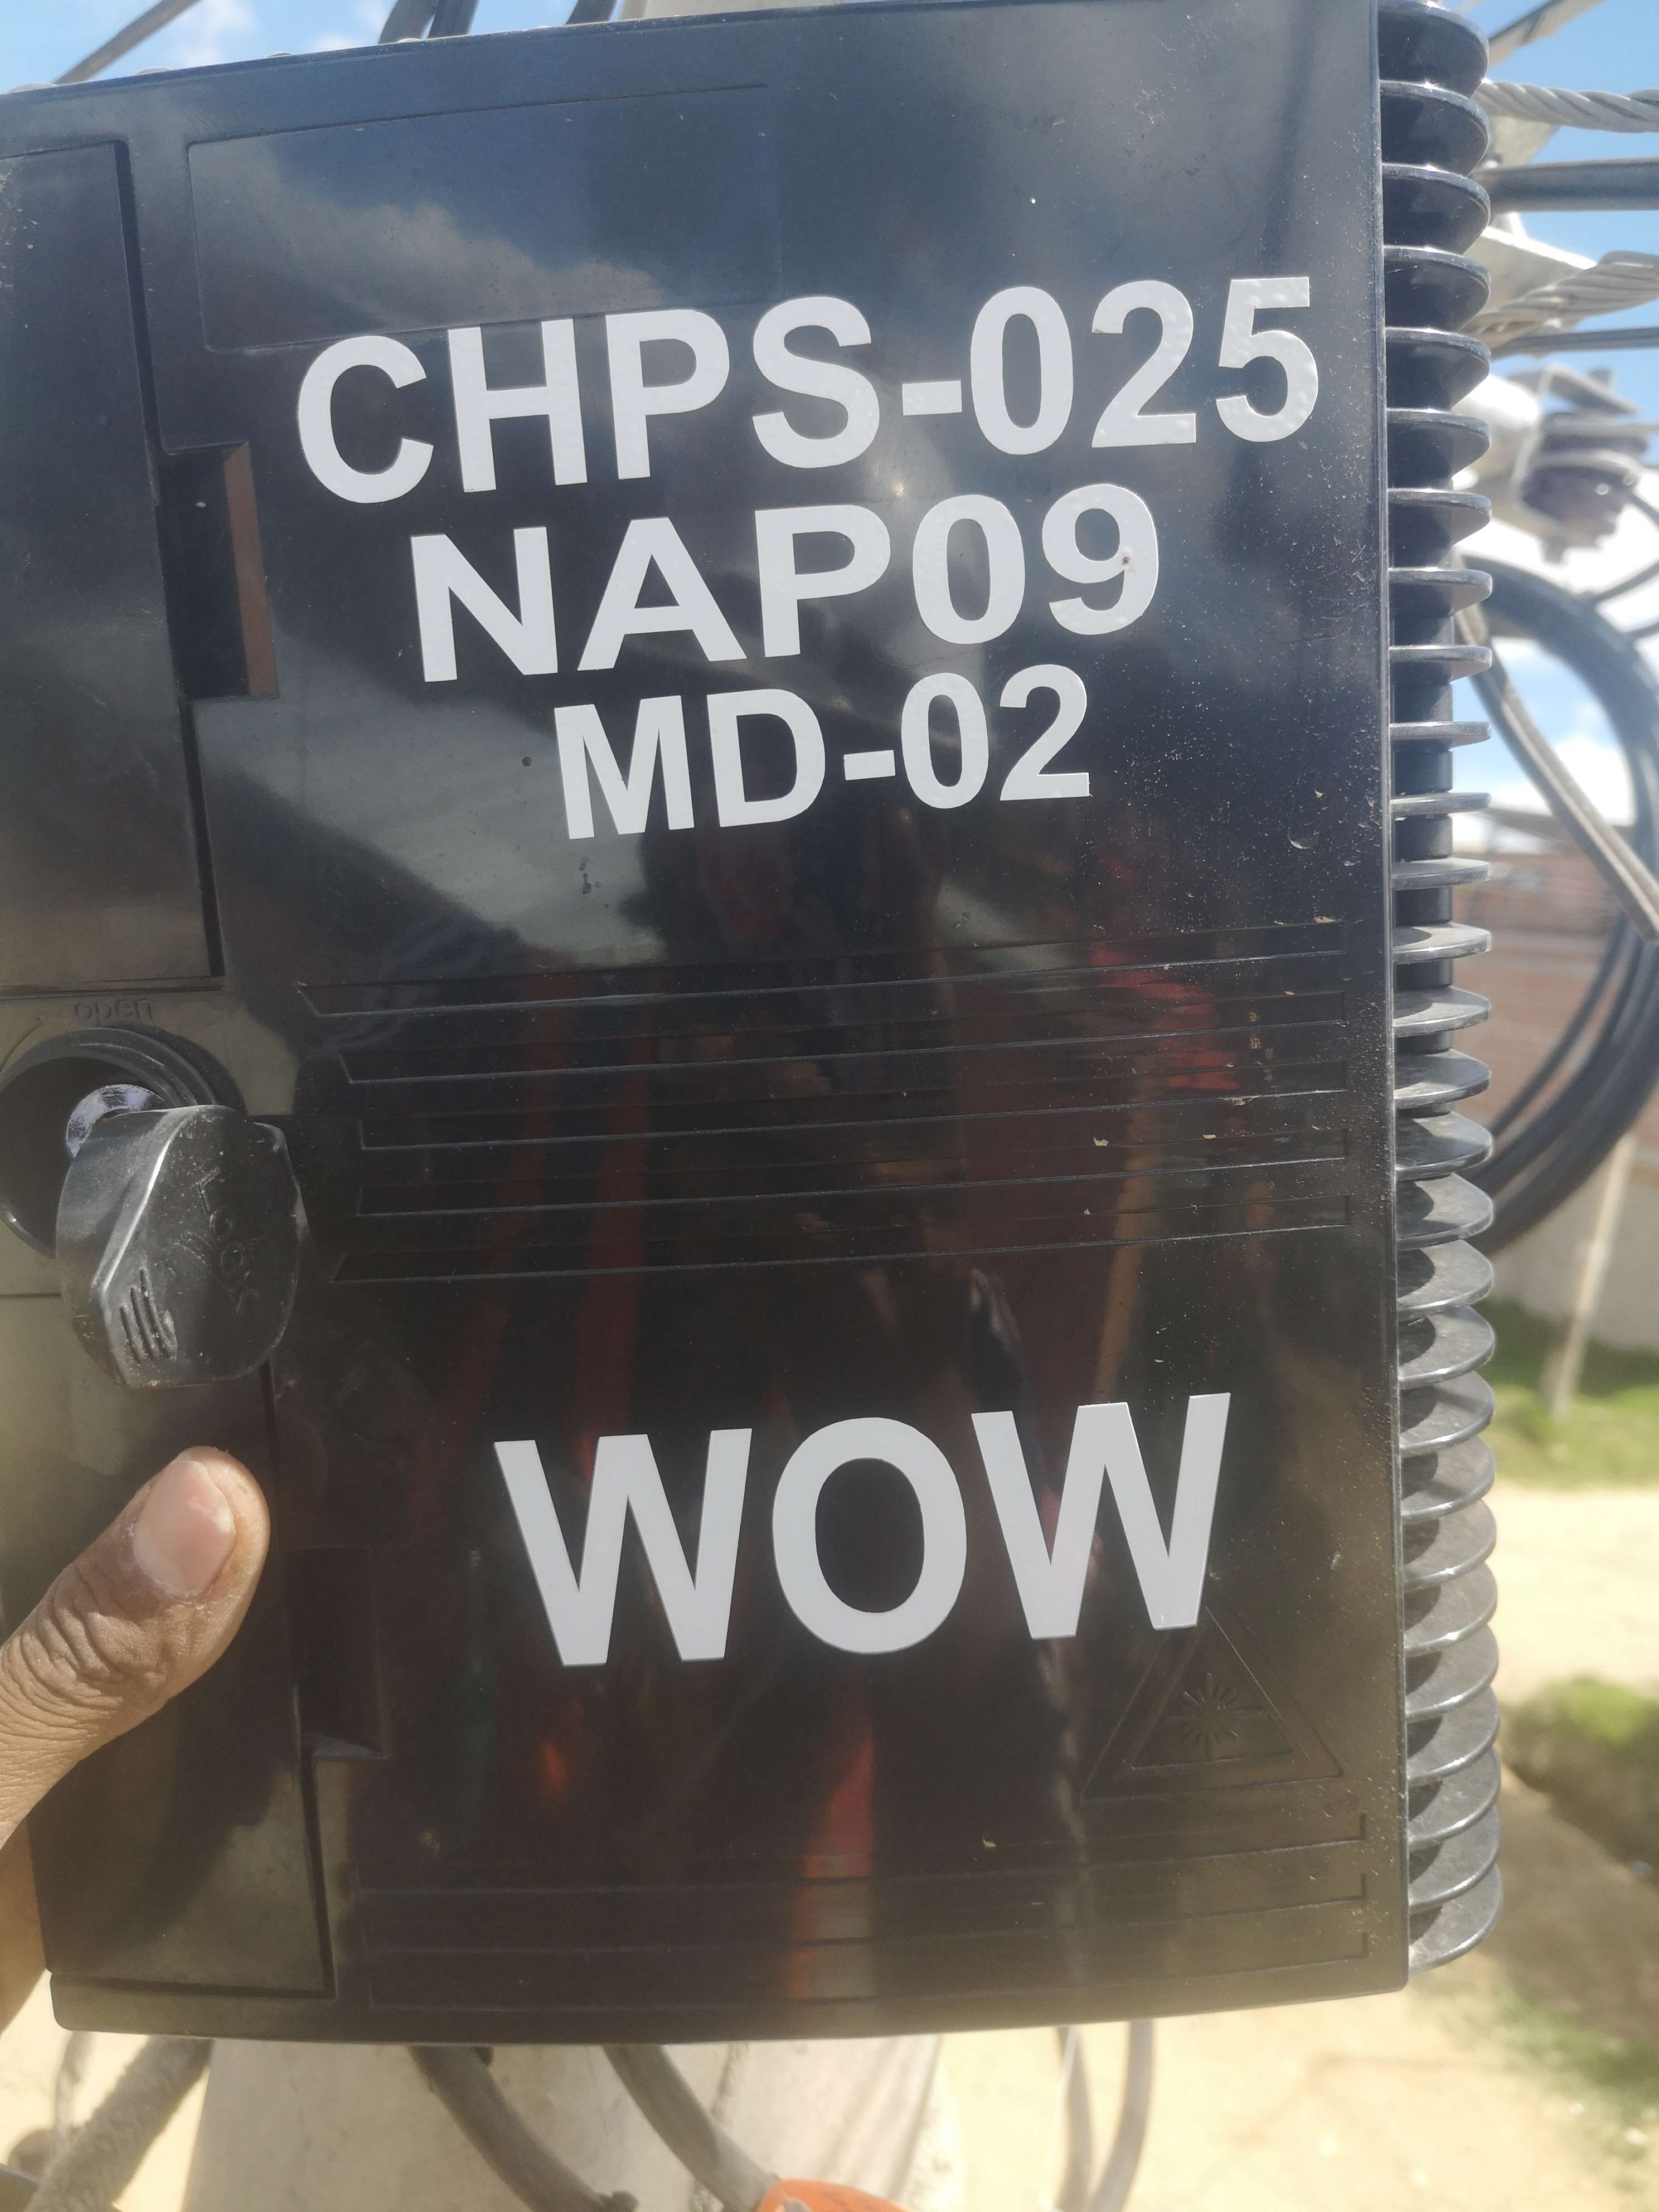 CHPS-025
NAP09
MD-02
open
Lock
WOW